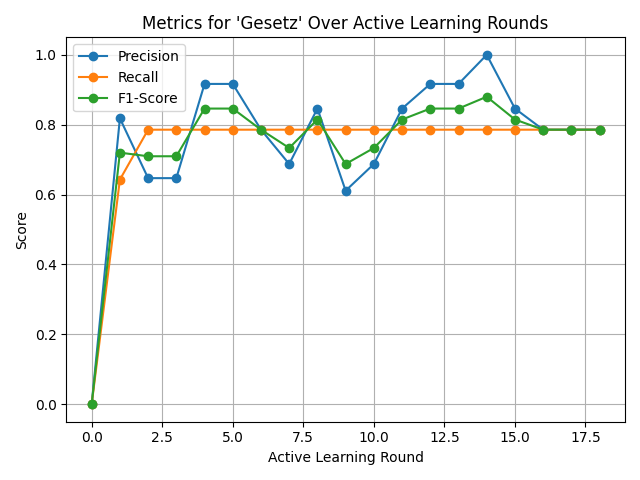 Metrics for 'Gesetz' Over Active Learning Rounds
Precision
Recall
F1-Score
1.0
0.8
0.6
0.4
0.2
0.0
Score
0.0 2.5 5.0 7.5 10.0 12.5 15.0 17.5
Active Learning Round